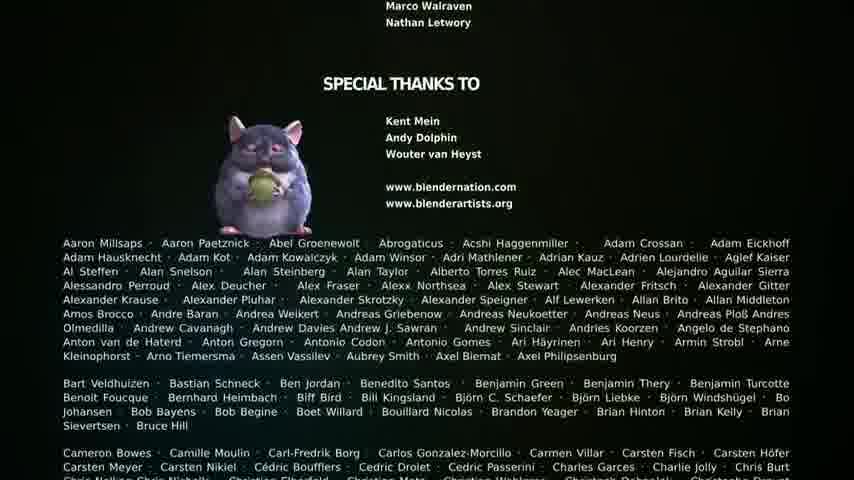 Marco Walraven
Nathan Letwory
SPECIAL THANKS TO
Kent Mein
Andy Dolphin
Wouter van Heyst
www.blendernation.com
www.blenderartists.org
Aaron Millsaps · Aaron Paetznick · Abel Groenewolt · Abrogaticus · Acshi Haggenmiller · Adam Crossan · Adam Eickhoff
Adam Hausknecht · Adam Kot · Adam Kowalczyk · Adam Winsor · Adri Mathlener · Adrian Kauz · Adrien Lourdelle · Aglef Kaiser
Al Steffen · Alan Snelson · Alan Steinberg · Alan Taylor · Alberto Torres Ruiz · Alec MacLean · Alejandro Aguilar Sierra
Alessandro Perroud · Alex Deucher · Alex Fraser · Alexx Northsea · Alex Stewart · Alexander Fritsch · Alexander Gitter
Alexander Krause · Alexander Pluhar · Alexander Skrotzky · Alexander Speigner · Alf Lewerken · Allan Brito · Allan Middleton
Amos Brocco · Andre Baran · Andrea Weikert · Andreas Griebenow · Andreas Neukoetter · Andreas Neus · Andreas Ploß Andres
Olmedilla · Andrew Cavanagh · Andrew Davies Andrew J. Sawran · Andrew Sinclair · Andries Koorzen · Angelo de Stephano
Anton van de Haterd · Anton Gregorn · Antonio Codon · Antonio Gomes · Ari Häyrinen · Ari Henry · Armin Strobl · Arne
Kleinophorst · Arno Tiemersma · Assen Vassilev · Aubrey Smith · Axel Biemat · Axel Philipsenburg
Bart Veldhuizen · Bastian Schneck · Ben Jordan · Benedito Santos · Benjamin Green · Benjamin Thery · Benjamin Turcotte
Benoit Foucque · Bernhard Heimbach · Biff Bird · Bill Kingsland · Björn C. Schaefer · Björn Liebke · Björn Windshügel · Bo
Johansen · Bob Bayens · Bob Begine · Boet Willard · Bouillard Nicolas · Brandon Yeager · Brian Hinton · Brian Kelly · Brian
Sievertsen · Bruce Hill
Cameron Bowes · Camille Moulin · Carl-Fredrik Borg · Carlos Gonzalez-Morcillo · Carmen Villar · Carsten Fisch · Carsten Höfer
Carsten Meyer · Carsten Nikiel · Cédric Boufflers · Cedric Drolet · Cedric Passerini · Charles Garces · Charlie Jolly · Chris Burt